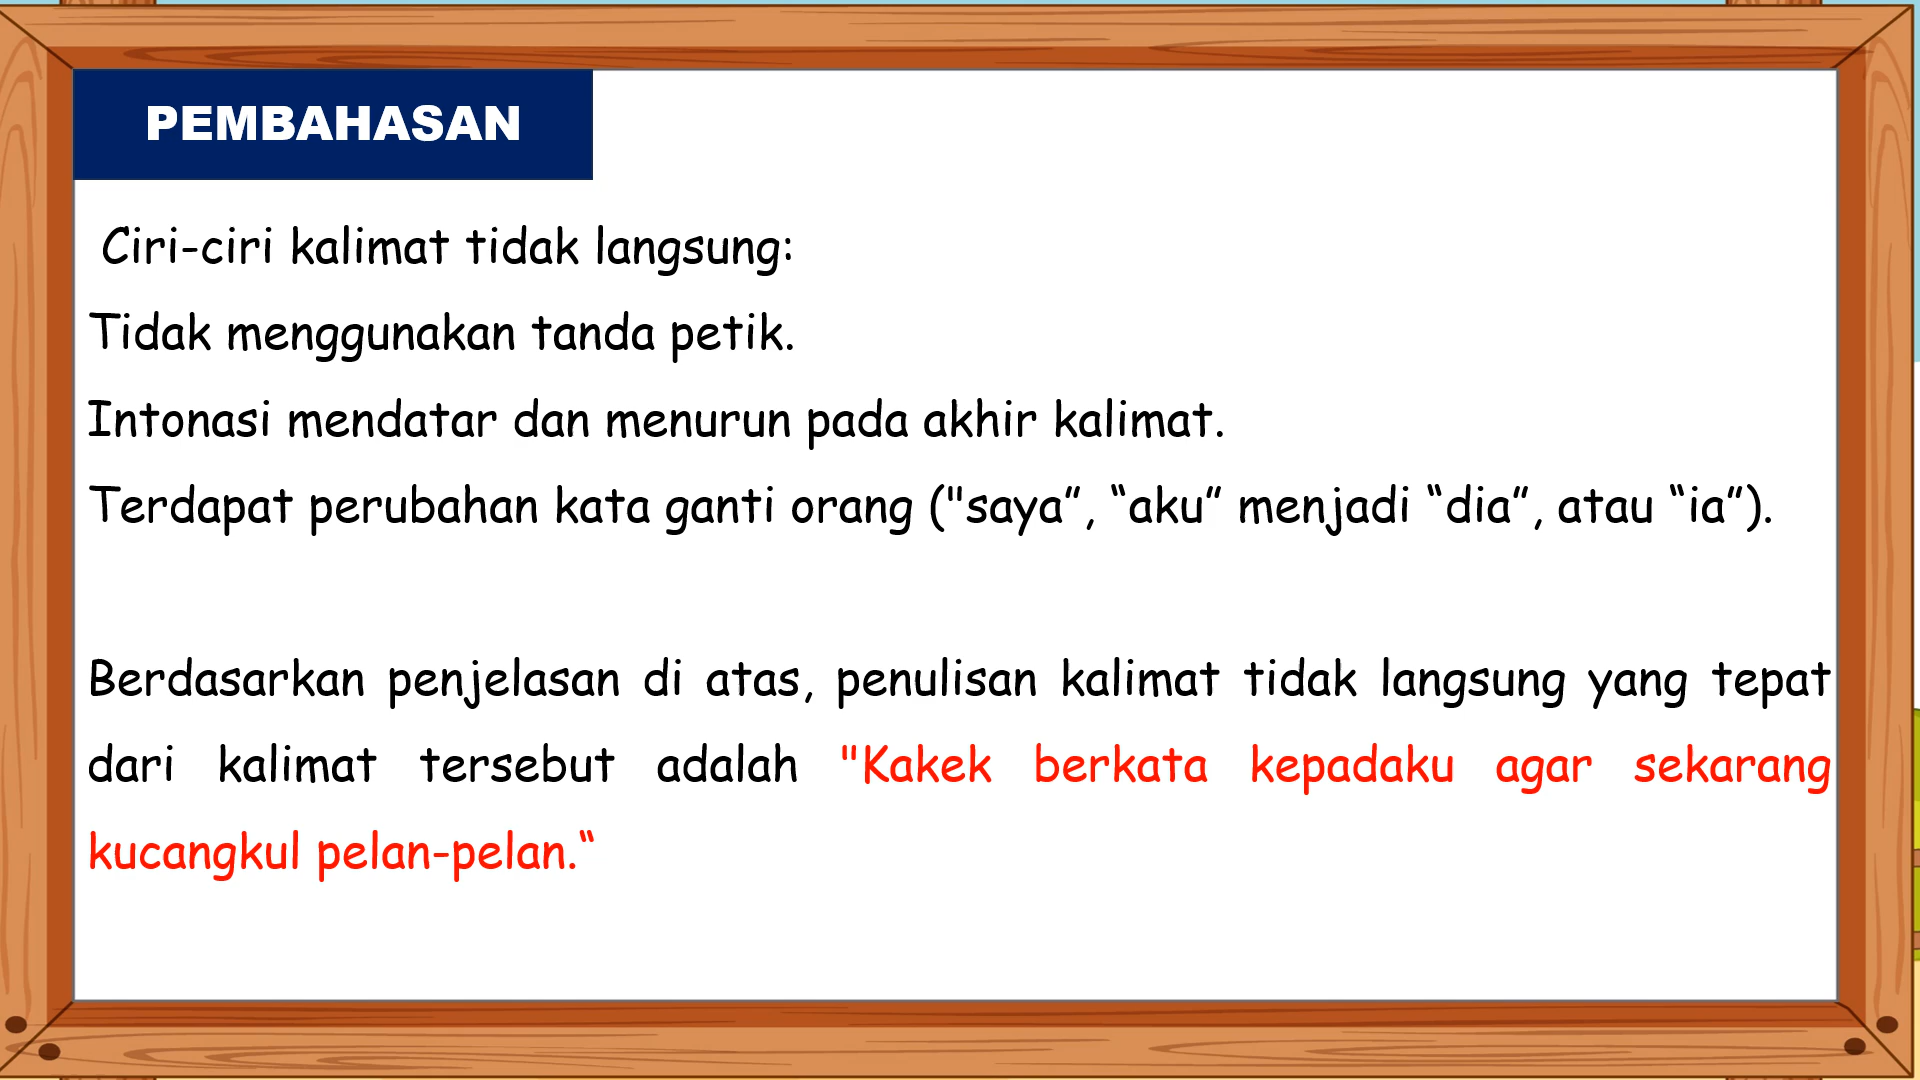 PEMBAHASAN
Ciri-ciri kalimat tidak langsung:
Tidak menggunakan tanda petik.
Intonasi mendatar dan menurun pada akhir kalimat.
Terdapat perubahan kata ganti orang ("saya”, “aku” menjadi “dia”, atau “ia”).
Berdasarkan penjelasan di atas, penulisan kalimat tidak langsung yang tepat
dari kalimat tersebut adalah "Kakek berkata kepadaku agar sekarang
kucangkul pelan-pelan.“